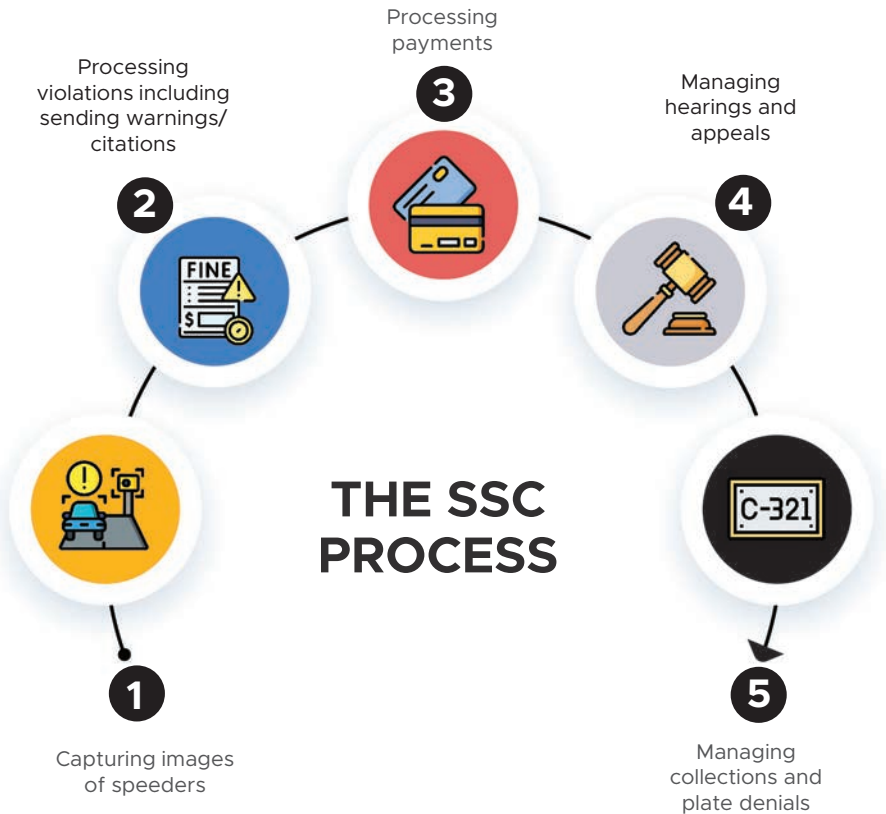 Processing
payments
3
Processing
violations including
sending warnings/
citations
2
Managing
hearings and
appeals
4
FINE
$
C-321
THE SSC
PROCESS
1
Capturing images
of speeders
5
Managing
collections and
plate denials